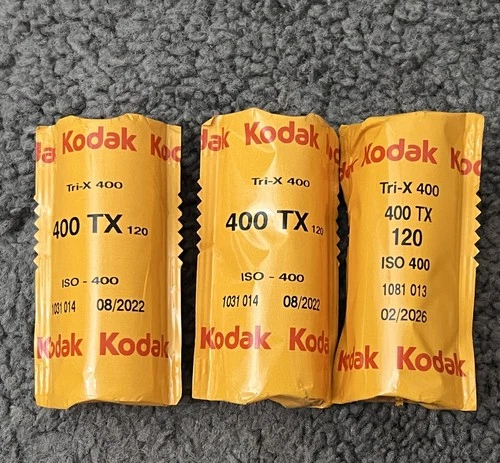 Kodak
Tri-X 400
400 TX 120
ISO - 400
1031 014 08/2022
Kodak Kodak
Kodak
Tri-X 400
400 TX 120
ISO - 400
1031 014 08/2022
Kodak Kodak
Kodak
Tri-X 400
400 TX
120
ISO 400
1081 013
02/2026
Kodak Kodak